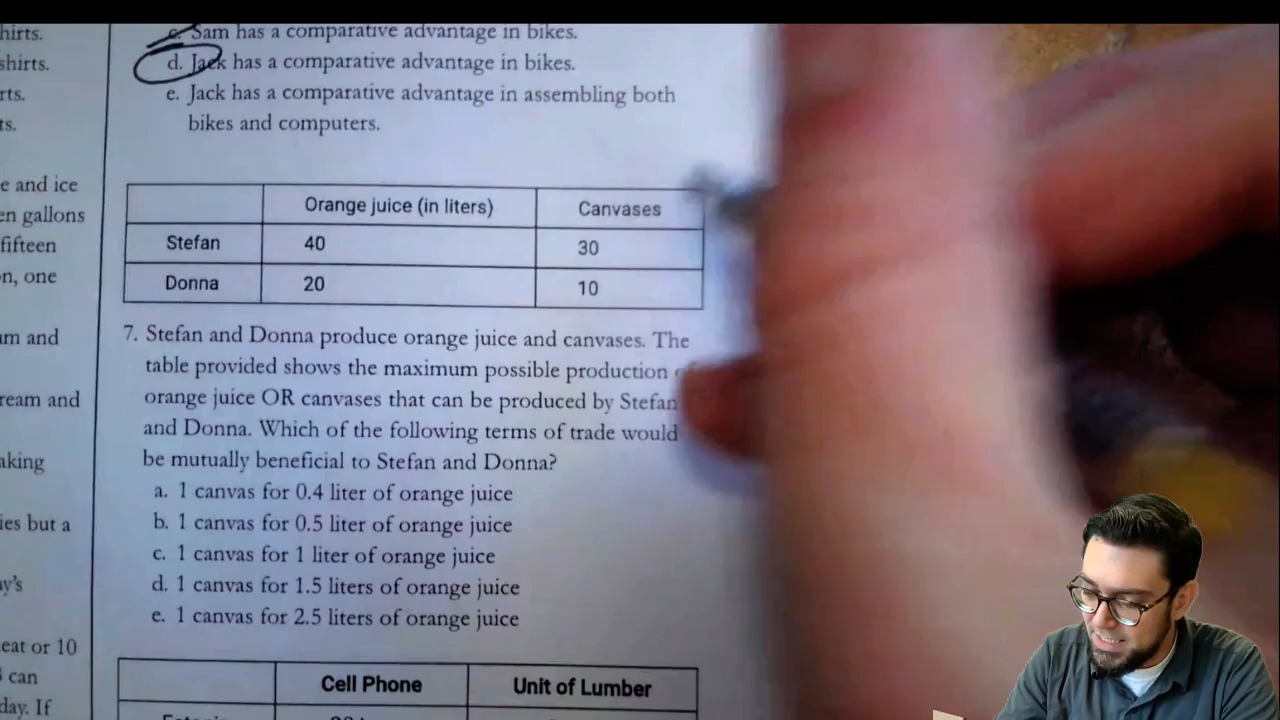 hirts.
shirts.
rts.
ts.
e and ice
en gallons
fifteen
n, one
am and
ream and
aking
ies but a
y's
eat or 10
can
day. If
c. Sam has a comparative advantage in bikes.
d. Jack has a comparative advantage in bikes.
e. Jack has a comparative advantage in assembling both
bikes and computers.
Orange juice (in liters) Canvases
Stefan 40 30
Donna 20 10
7. Stefan and Donna produce orange juice and canvases. The
table provided shows the maximum possible production
orange juice OR canvases that can be produced by Stefan
and Donna. Which of the following terms of trade would
be mutually beneficial to Stefan and Donna?
a. 1 canvas for 0.4 liter of orange juice
b. 1 canvas for 0.5 liter of orange juice
c. 1 canvas for 1 liter of orange juice
d. 1 canvas for 1.5 liters of orange juice
e. 1 canvas for 2.5 liters of orange juice
Cell Phone Unit of Lumber